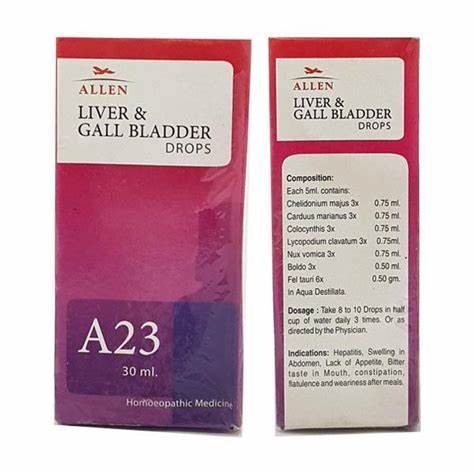 ALLEN
LIVER &
GALL BLADDER
DROPS
A23
30 ml.
Homoeopathic Medicine
ALLEN
LIVER &
GALL BLADDER
DROPS
Composition:
Each 5ml. contains:
Chelidonium majus 3x 0.75 ml.
Carduus marianus 3x 0.75 ml.
Colocynthis 3x 0.75 ml.
Lycopodium clavatum 3x 0.75ml.
Nux vomica 3x 0.75 ml.
Boldo 3x 0.50 ml.
Fel tauri 6x 0.50 gm.
In Aqua Destillata.
Dosage : Take 8 to 10 Drops in half
cup of water daily 3 times. Or as
directed by the Physician.
Indications: Hepatitis, Swelling in
Abdomen, Lack of Appetite, Bitter
taste in Mouth, constipation,
flatulence and weariness after meals.